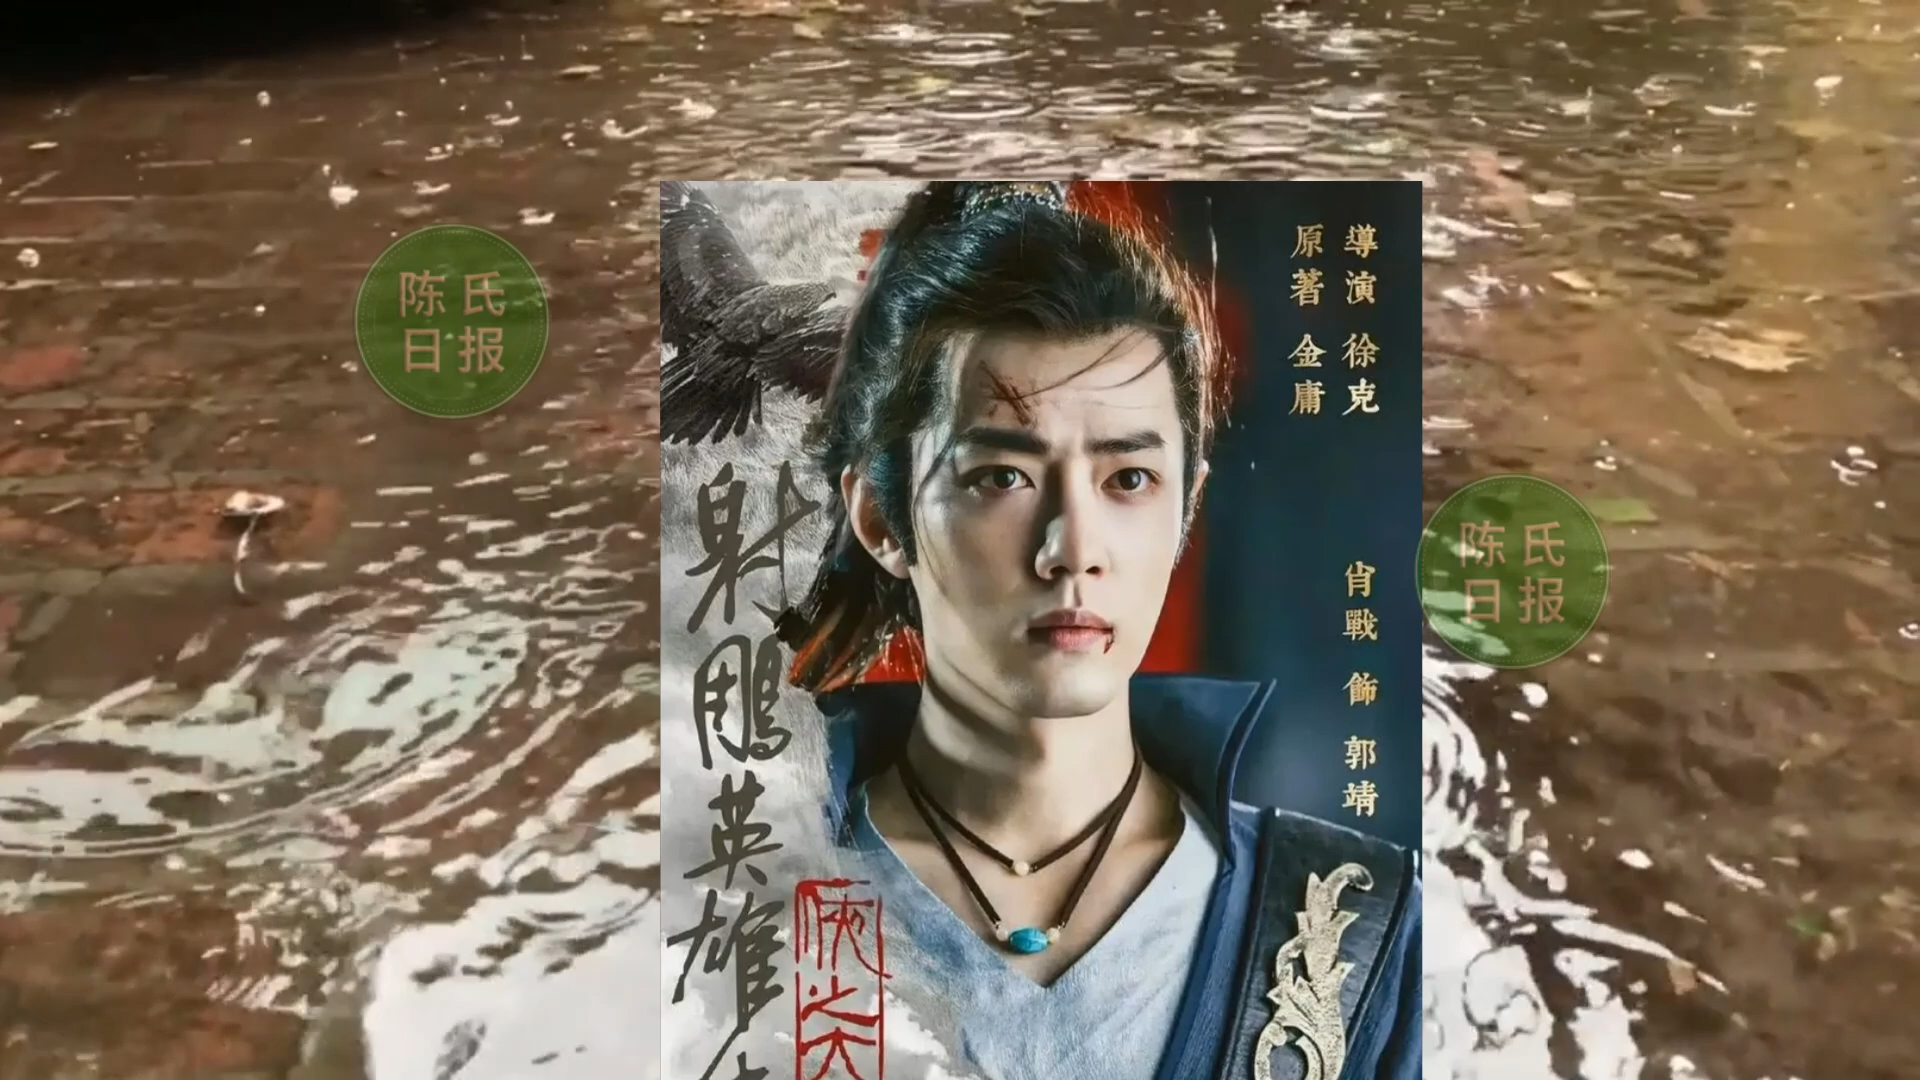 陈氏
日报
導演 徐克
原著 金庸
肖戰 飾 郭靖
射鵰英雄
俠之大
陈氏
日报